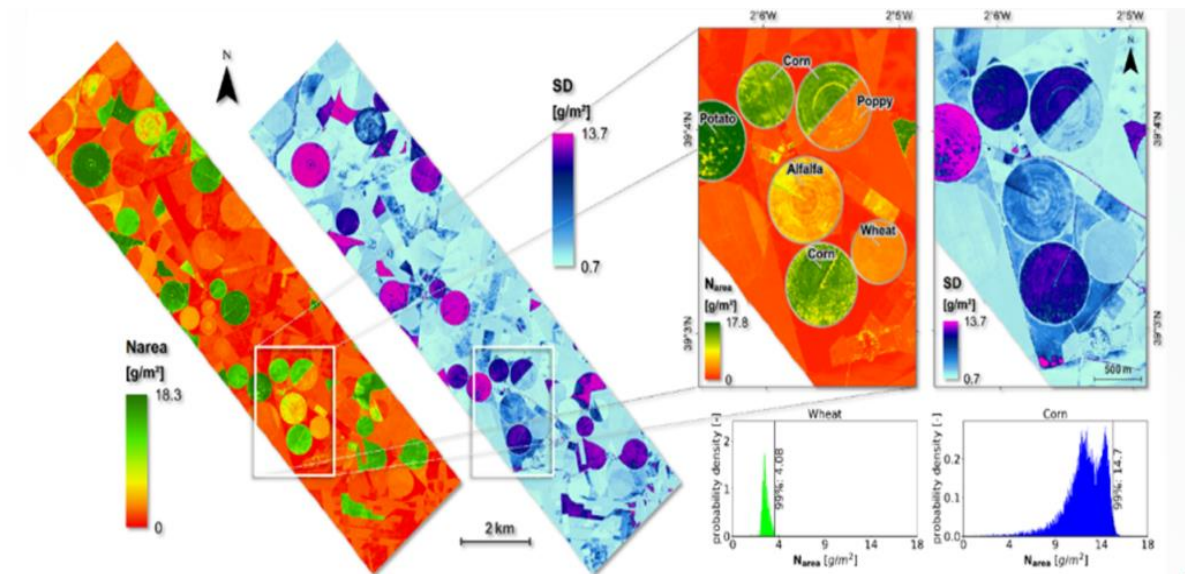 N
SD
[g/m²]
13.7
0.7
Narea
[g/m²]
18.3
0
2 km
2°6'W
2°5'W
2°6'W
2°5'W
Corn
Poppy
Potato
Alfalfa
Wheat
Corn
Narea
[g/m²]
17.8
0
39°4'N
39°3'N
N
SD
[g/m²]
13.7
0.7
500 m
39°4'N
39°3'N
Wheat
probability density [-]
2
1
0
99%: 4.08
0
4
9
13
18
Narea [g/m²]
Corn
probability density [-]
0.2
0.1
0.0
99%: 14.7
0
4
9
14
18
Narea [g/m²]